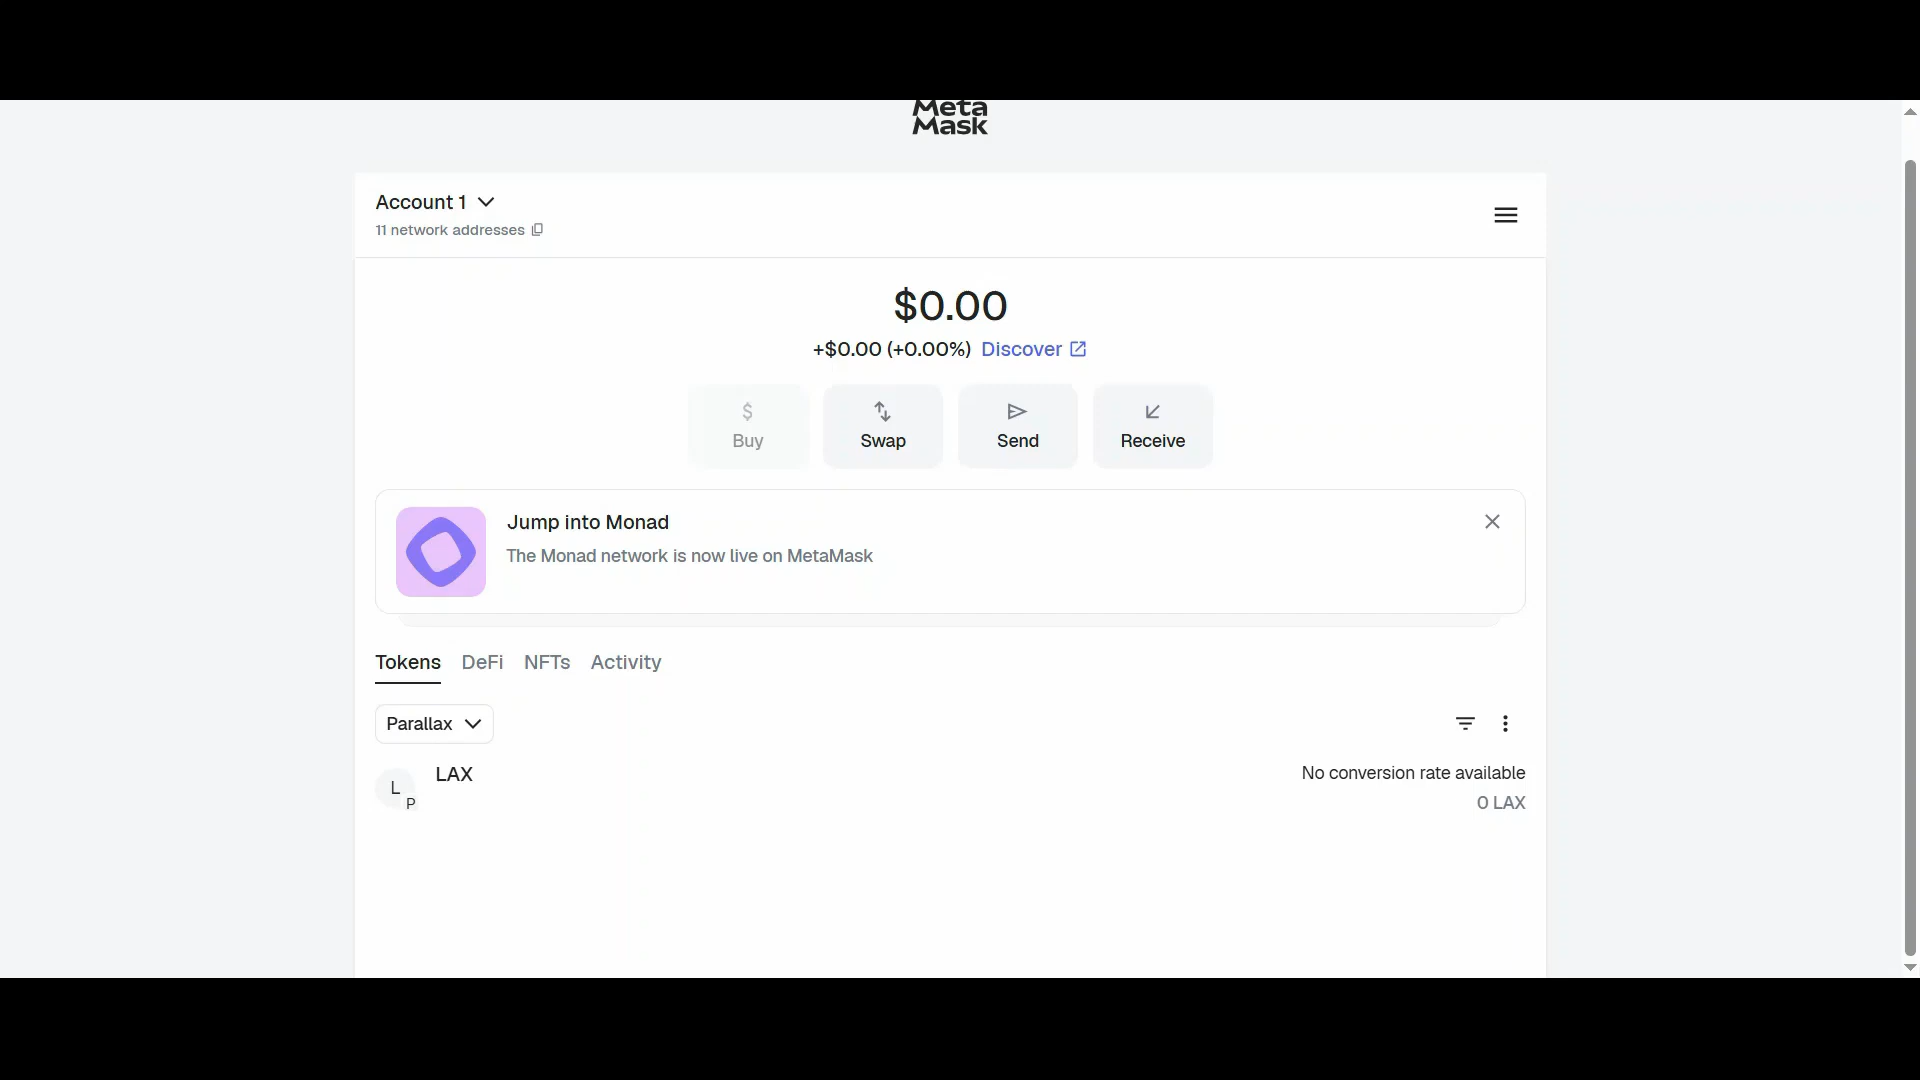 Meta
Mask
Account 1
11 network addresses
$0.00
+$0.00 (+0.00%) Discover
$
Buy
Swap
Send
Receive
Jump into Monad
The Monad network is now live on MetaMask
Tokens
DeFi
NFTs
Activity
Parallax
L
P
LAX
No conversion rate available
0 LAX